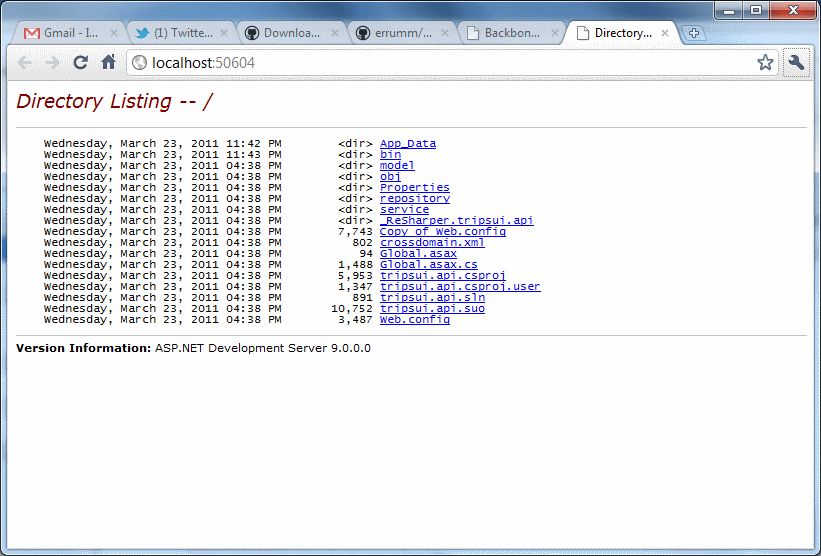 Gmail - I... (1) Twitte... Downloa... errumm/... Backbon... Directory...
localhost:50604
Directory Listing -- /
Wednesday, March 23, 2011 11:42 PM <dir> App_Data
Wednesday, March 23, 2011 11:43 PM <dir> bin
Wednesday, March 23, 2011 04:38 PM <dir> model
Wednesday, March 23, 2011 04:38 PM <dir> obj
Wednesday, March 23, 2011 04:38 PM <dir> Properties
Wednesday, March 23, 2011 04:38 PM <dir> repository
Wednesday, March 23, 2011 04:38 PM <dir> service
Wednesday, March 23, 2011 04:38 PM <dir> _ReSharper.tripsui.api
Wednesday, March 23, 2011 04:38 PM 7,743 Copy of Web.config
Wednesday, March 23, 2011 04:38 PM 802 crossdomain.xml
Wednesday, March 23, 2011 04:38 PM 94 Global.asax
Wednesday, March 23, 2011 04:38 PM 1,488 Global.asax.cs
Wednesday, March 23, 2011 04:38 PM 5,953 tripsui.api.csproj
Wednesday, March 23, 2011 04:38 PM 1,347 tripsui.api.csproj.user
Wednesday, March 23, 2011 04:38 PM 891 tripsui.api.sln
Wednesday, March 23, 2011 04:38 PM 10,752 tripsui.api.suo
Wednesday, March 23, 2011 04:38 PM 3,487 Web.config
Version Information: ASP.NET Development Server 9.0.0.0